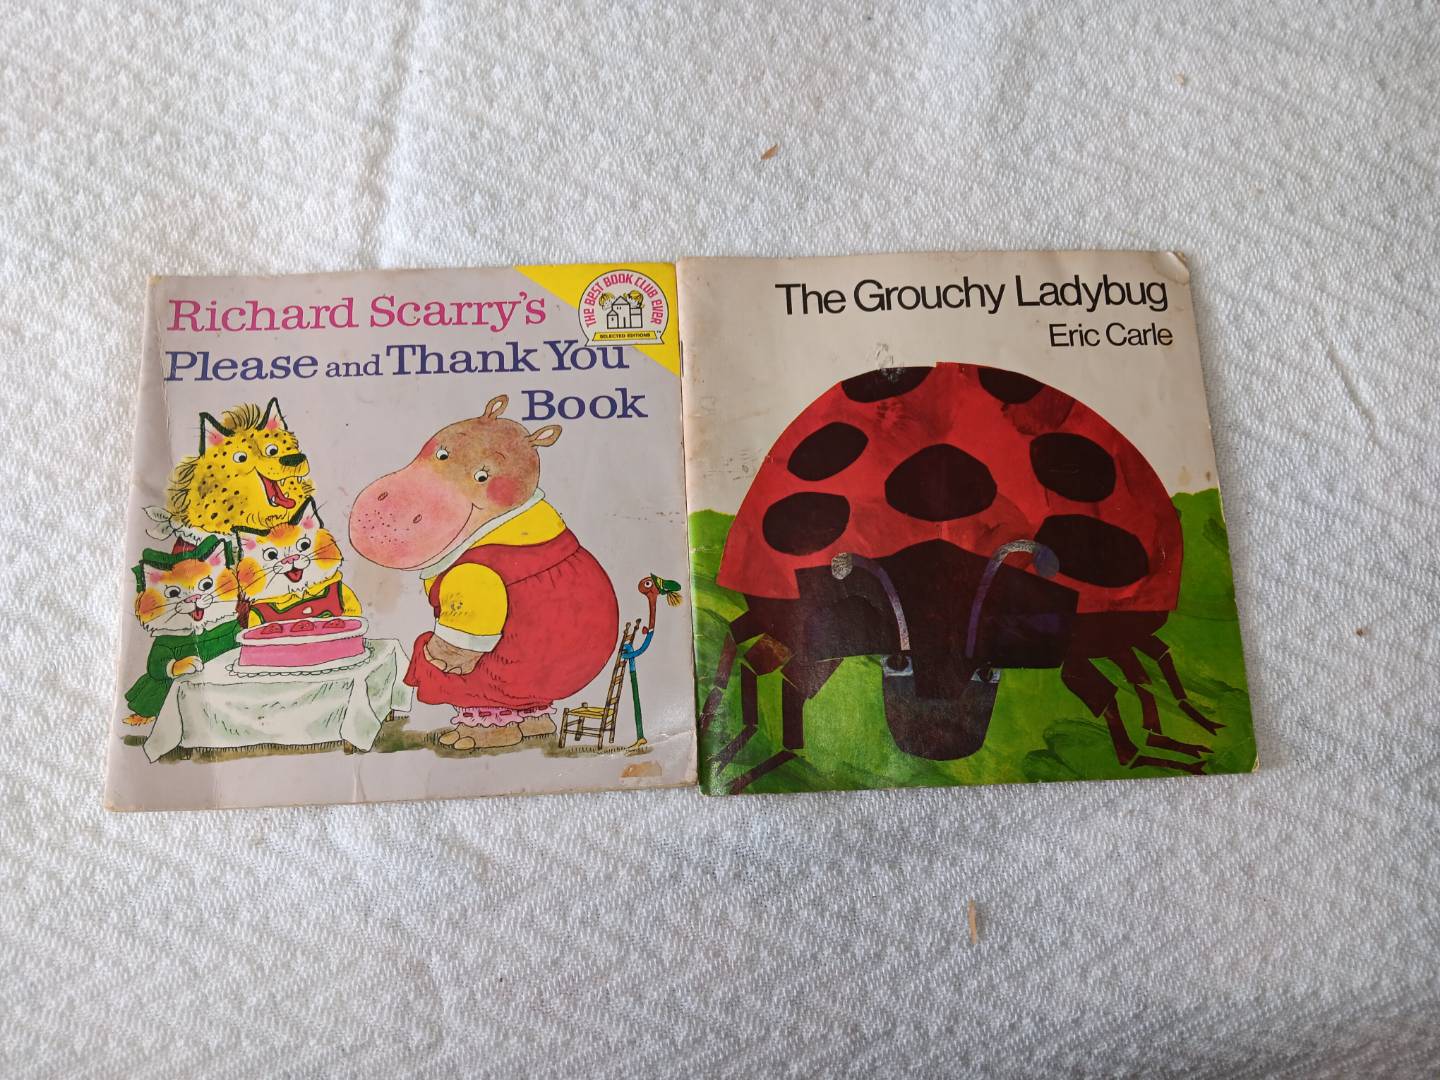 Richard Scarry's
Please and Thank You
Book
THE BEST BOOK CLUB EVER
SELECTED EDITIONS
The Grouchy Ladybug
Eric Carle